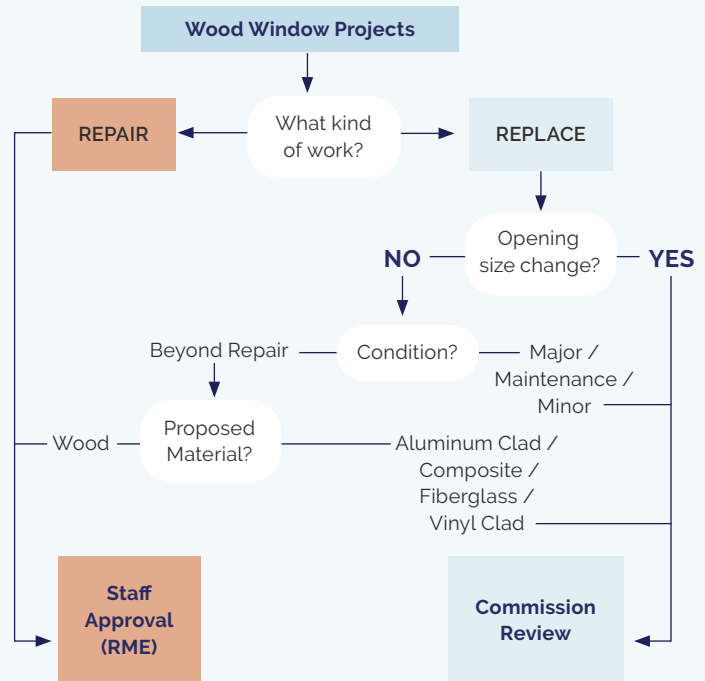 Wood Window Projects
What kind
of work?
REPAIR
REPLACE
Opening
size change?
NO
YES
Condition?
Beyond Repair
Major /
Maintenance /
Minor
Proposed
Material?
Wood
Aluminum Clad /
Composite /
Fiberglass /
Vinyl Clad
Staff
Approval
(RME)
Commission
Review